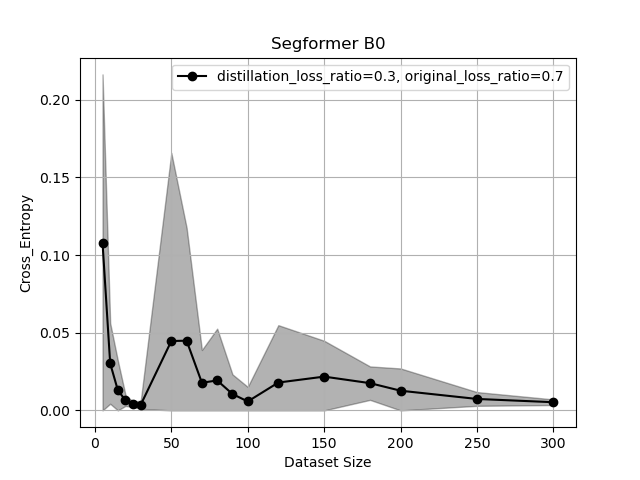 Segformer B0
distillation_loss_ratio=0.3, original_loss_ratio=0.7
Cross_Entropy
0.20
0.15
0.10
0.05
0.00
0 50 100 150 200 250 300
Dataset Size